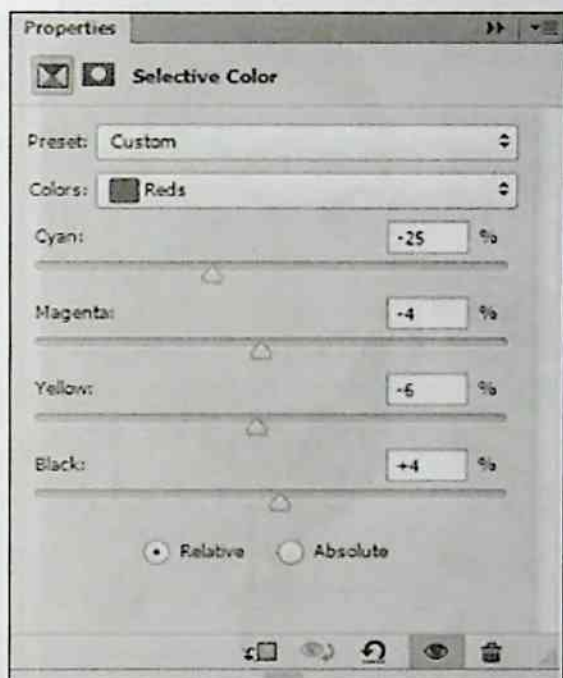 Properties
Selective Color
Preset: Custom
Colors: Reds
Cyan: -25 %
Magenta: -4 %
Yellow: -6 %
Black: +4 %
Relative Absolute